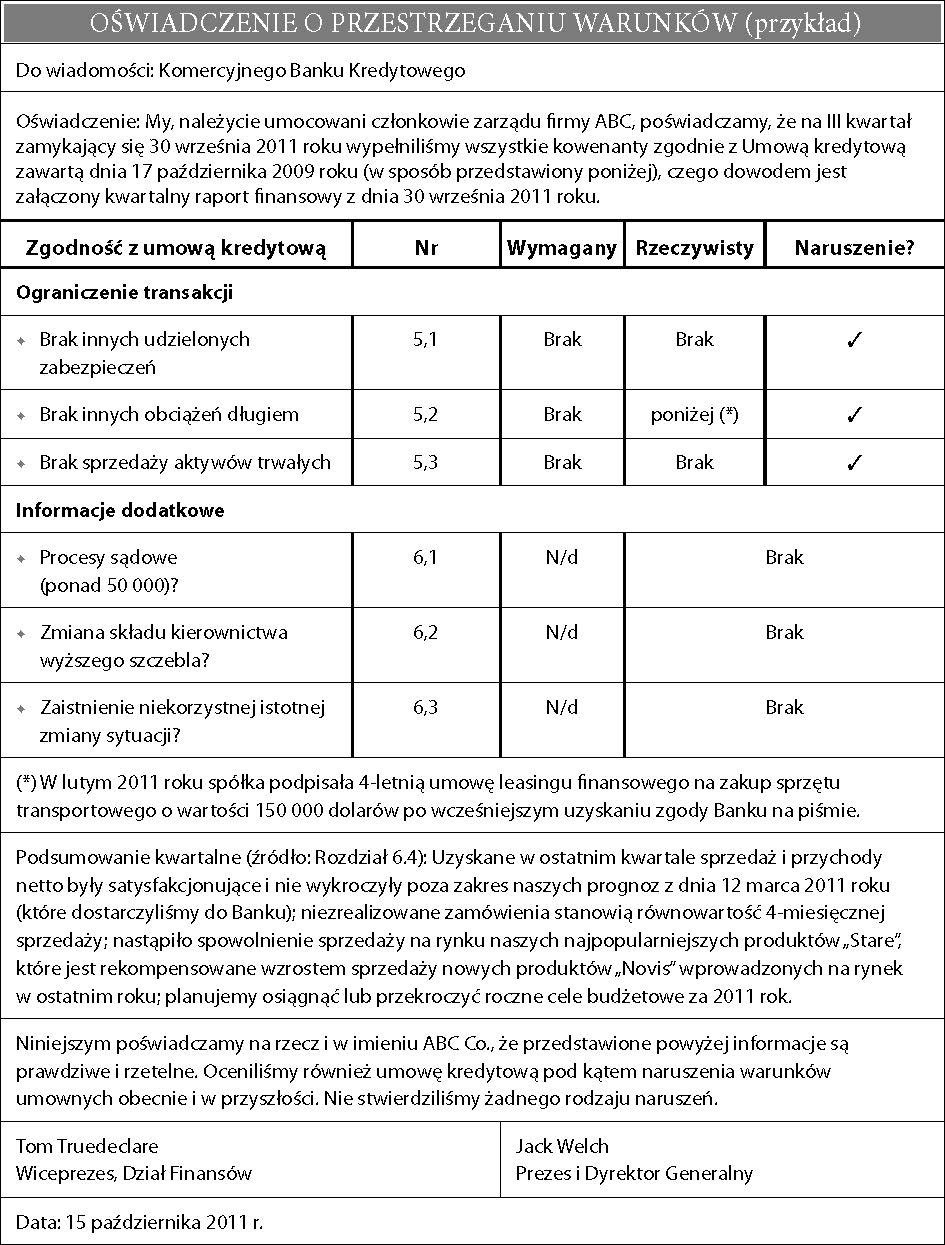 OŚWIADCZENIE O PRZESTRZEGANIU WARUNKÓW (przykład)
Do wiadomości: Komercyjnego Banku Kredytowego
Oświadczenie: My, należycie umocowani członkowie zarządu firmy ABC, poświadczamy, że na III kwartał
zamykający się 30 września 2011 roku wypełniliśmy wszystkie kowenanty zgodnie z Umową kredytową
zawartą dnia 17 października 2009 roku (w sposób przedstawiony poniżej), czego dowodem jest
załączony kwartalny raport finansowy z dnia 30 września 2011 roku.
Zgodność z umową kredytową Nr Wymagany Rzeczywisty Naruszenie?
Ograniczenie transakcji
✦ Brak innych udzielonych 5,1 Brak Brak ✓
zabezpieczeń
✦ Brak innych obciążeń długiem 5,2 Brak poniżej (*) ✓
✦ Brak sprzedaży aktywów trwałych 5,3 Brak Brak ✓
Informacje dodatkowe
✦ Procesy sądowe 6,1 N/d Brak
(ponad 50 000)?
✦ Zmiana składu kierownictwa 6,2 N/d Brak
wyższego szczebla?
✦ Zaistnienie niekorzystnej istotnej 6,3 N/d Brak
zmiany sytuacji?
(*) W lutym 2011 roku spółka podpisała 4-letnią umowę leasingu finansowego na zakup sprzętu
transportowego o wartości 150 000 dolarów po wcześniejszym uzyskaniu zgody Banku na piśmie.
Podsumowanie kwartalne (źródło: Rozdział 6.4): Uzyskane w ostatnim kwartale sprzedaż i przychody
netto były satysfakcjonujące i nie wykroczyły poza zakres naszych prognoz z dnia 12 marca 2011 roku
(które dostarczyliśmy do Banku); niezrealizowane zamówienia stanowią równowartość 4-miesięcznej
sprzedaży; nastąpiło spowolnienie sprzedaży na rynku naszych najpopularniejszych produktów „Stare”,
które jest rekompensowane wzrostem sprzedaży nowych produktów „Novis” wprowadzonych na rynek
w ostatnim roku; planujemy osiągnąć lub przekroczyć roczne cele budżetowe za 2011 rok.
Niniejszym poświadczamy na rzecz i w imieniu ABC Co., że przedstawione powyżej informacje są
prawdziwe i rzetelne. Oceniliśmy również umowę kredytową pod kątem naruszenia warunków
umownych obecnie i w przyszłości. Nie stwierdziliśmy żadnego rodzaju naruszeń.
Tom Truedeclare Jack Welch
Wiceprezes, Dział Finansów Prezes i Dyrektor Generalny
Data: 15 października 2011 r.